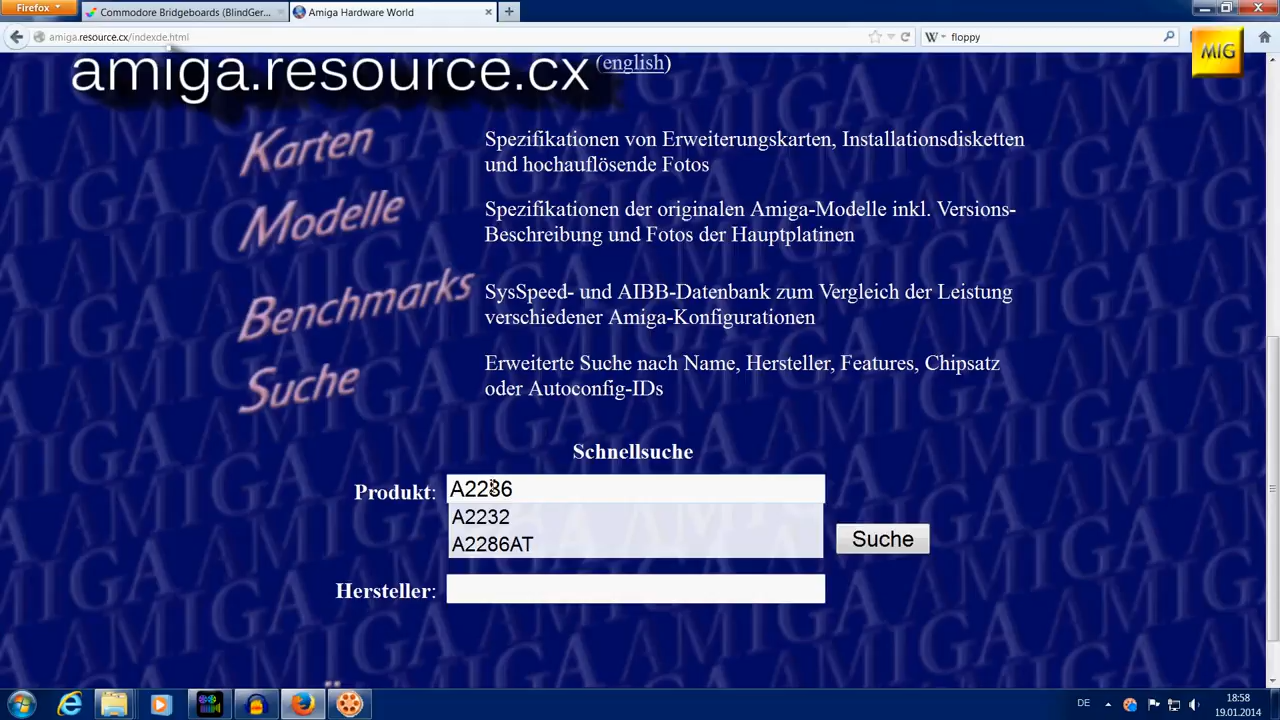 Firefox
Commodore Bridgeboards (BlindGer...
Amiga Hardware World
amiga.resource.cx/indexde.html
floppy
MIG
amiga.resource.cx (english)
Karten
Spezifikationen von Erweiterungskarten, Installationsdisketten
und hochauflösende Fotos
Modelle
Spezifikationen der originalen Amiga-Modelle inkl. Versions-
Beschreibung und Fotos der Hauptplatinen
Benchmarks
SysSpeed- und AIBB-Datenbank zum Vergleich der Leistung
verschiedener Amiga-Konfigurationen
Suche
Erweiterte Suche nach Name, Hersteller, Features, Chipsatz
oder Autoconfig-IDs
Schnellsuche
Produkt: A2286
A2232
A2286AT
Suche
Hersteller:
DE
18:58
19.01.2014